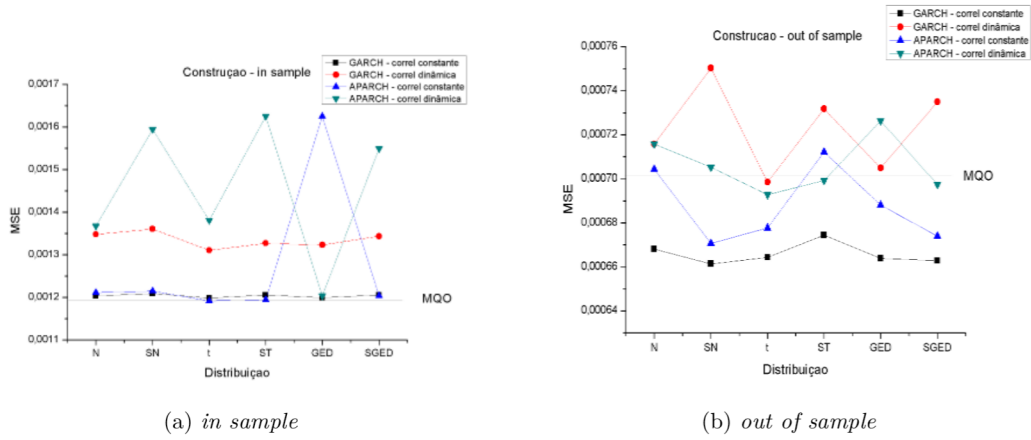 Construçao - in sample
GARCH - correl constante
GARCH - correl dinâmica
APARCH - correl constante
APARCH - correl dinâmica
MSE
0,0017
0,0016
0,0015
0,0014
0,0013
0,0012
0,0011
MQO
N SN t ST GED SGED
Distribuiçao
(a) in sample
Construcao - out of sample
GARCH - correl constante
GARCH - correl dinâmica
APARCH - correl constante
APARCH - correl dinâmica
MSE
0,00076
0,00074
0,00072
0,00070
0,00068
0,00066
0,00064
MQO
N SN t ST GED SGED
Distribuiçao
(b) out of sample